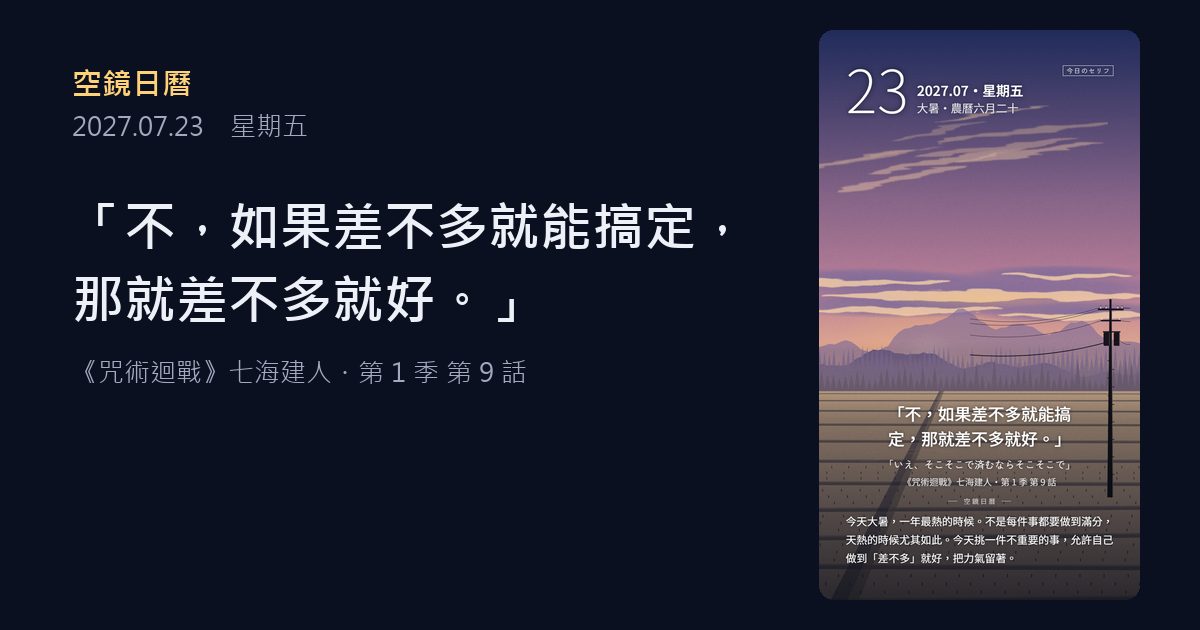 空鏡日曆
2027.07.23 星期五
「不，如果差不多就能搞定，
那就差不多就好。」
《咒術迴戰》七海建人・第 1 季 第 9 話
23
2027.07・星期五
大暑・農曆六月二十
今日のセリフ
「不，如果差不多就能搞
定，那就差不多就好。」
「いえ、そこそこで済むならそこそこで」
《咒術迴戰》七海建人・第 1 季 第 9 話
— 空鏡日曆 —
今天大暑，一年最熱的時候。不是每件事都要做到滿分，
天熱的時候尤其如此。今天挑一件不重要的事，允許自己
做到「差不多」就好，把力氣留著。